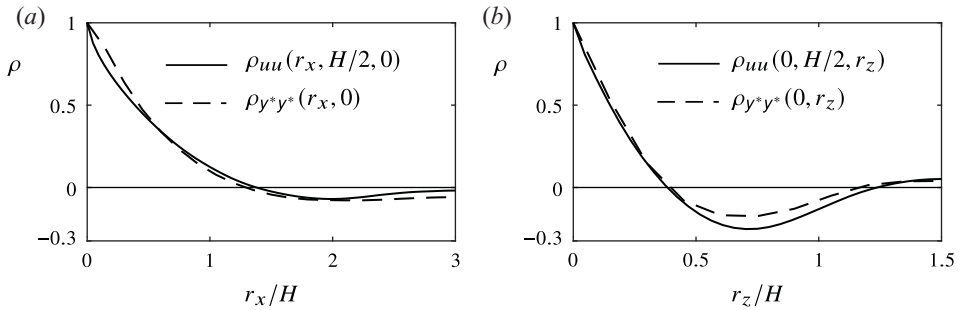 (a)
1
0.5
0
−0.3
ρ
ρuu(rx, H/2, 0)
ρy*y*(rx, 0)
0 1 2 3
rx/H
(b)
1
0.5
0
−0.3
ρ
ρuu(0, H/2, rz)
ρy*y*(0, rz)
0 0.5 1 1.5
rz/H